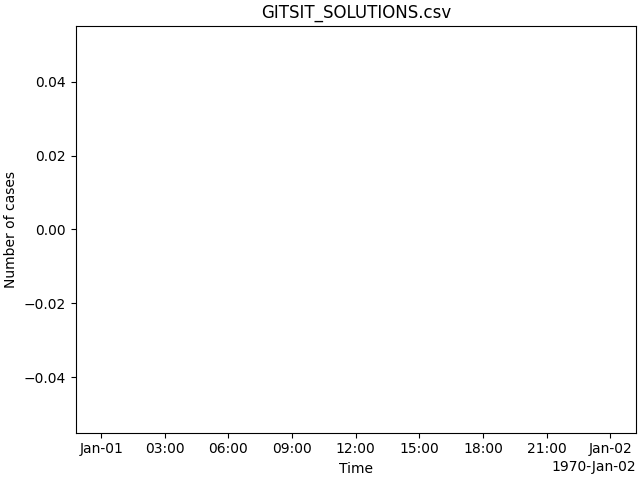 GITSIT_SOLUTIONS.csv
Number of cases
0.04
0.02
0.00
−0.02
−0.04
Jan-01 03:00 06:00 09:00 12:00 15:00 18:00 21:00 Jan-02
Time
1970-Jan-02